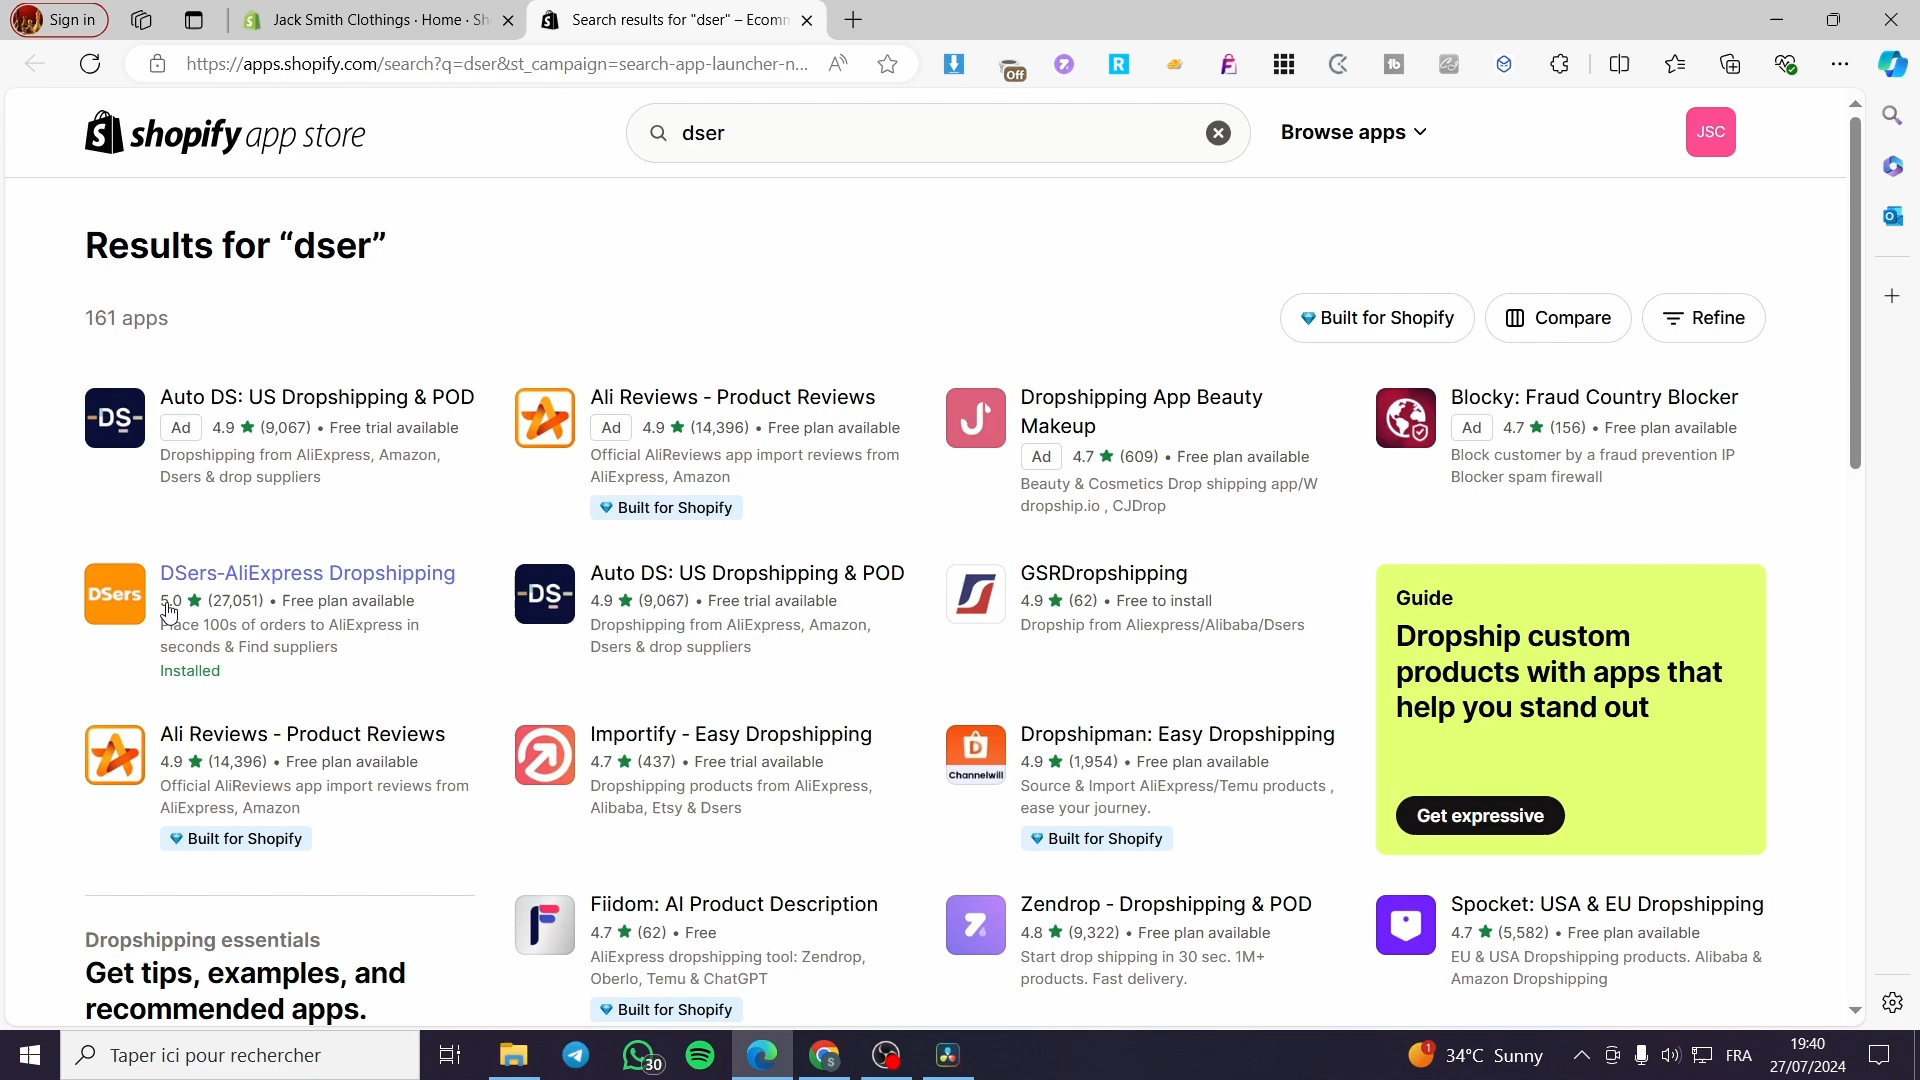 Sign in
Jack Smith Clothings · Home · Sh
Search results for "dser" – Ecomm
https://apps.shopify.com/search?q=dser&st_campaign=search-app-launcher-n...
Off
shopify app store
dser
Browse apps
JSC
Results for “dser”
161 apps
Built for Shopify
Compare
Refine
-DS-
Auto DS: US Dropshipping & POD
Ad 4.9 ★ (9,067) • Free trial available
Dropshipping from AliExpress, Amazon,
Dsers & drop suppliers
Ali Reviews - Product Reviews
Ad 4.9 ★ (14,396) • Free plan available
Official AliReviews app import reviews from
AliExpress, Amazon
Built for Shopify
Dropshipping App Beauty
Makeup
Ad 4.7 ★ (609) • Free plan available
Beauty & Cosmetics Drop shipping app/W
dropship.io , CJDrop
Blocky: Fraud Country Blocker
Ad 4.7 ★ (156) • Free plan available
Block customer by a fraud prevention IP
Blocker spam firewall
DSers
DSers-AliExpress Dropshipping
5.0 ★ (27,051) • Free plan available
Place 100s of orders to AliExpress in
seconds & Find suppliers
Installed
-DS-
Auto DS: US Dropshipping & POD
4.9 ★ (9,067) • Free trial available
Dropshipping from AliExpress, Amazon,
Dsers & drop suppliers
GSRDropshipping
4.9 ★ (62) • Free to install
Dropship from Aliexpress/Alibaba/Dsers
Guide
Dropship custom
products with apps that
help you stand out
Get expressive
Ali Reviews - Product Reviews
4.9 ★ (14,396) • Free plan available
Official AliReviews app import reviews from
AliExpress, Amazon
Built for Shopify
Importify - Easy Dropshipping
4.7 ★ (437) • Free trial available
Dropshipping products from AliExpress,
Alibaba, Etsy & Dsers
Channelwill
Dropshipman: Easy Dropshipping
4.9 ★ (1,954) • Free plan available
Source & Import AliExpress/Temu products ,
ease your journey.
Built for Shopify
Dropshipping essentials
Get tips, examples, and
recommended apps.
Fiidom: AI Product Description
4.7 ★ (62) • Free
AliExpress dropshipping tool: Zendrop,
Oberlo, Temu & ChatGPT
Built for Shopify
Zendrop - Dropshipping & POD
4.8 ★ (9,322) • Free plan available
Start drop shipping in 30 sec. 1M+
products. Fast delivery.
Spocket: USA & EU Dropshipping
4.7 ★ (5,582) • Free plan available
EU & USA Dropshipping products. Alibaba &
Amazon Dropshipping
Taper ici pour rechercher
30
1
34°C Sunny
FRA
19:40
27/07/2024